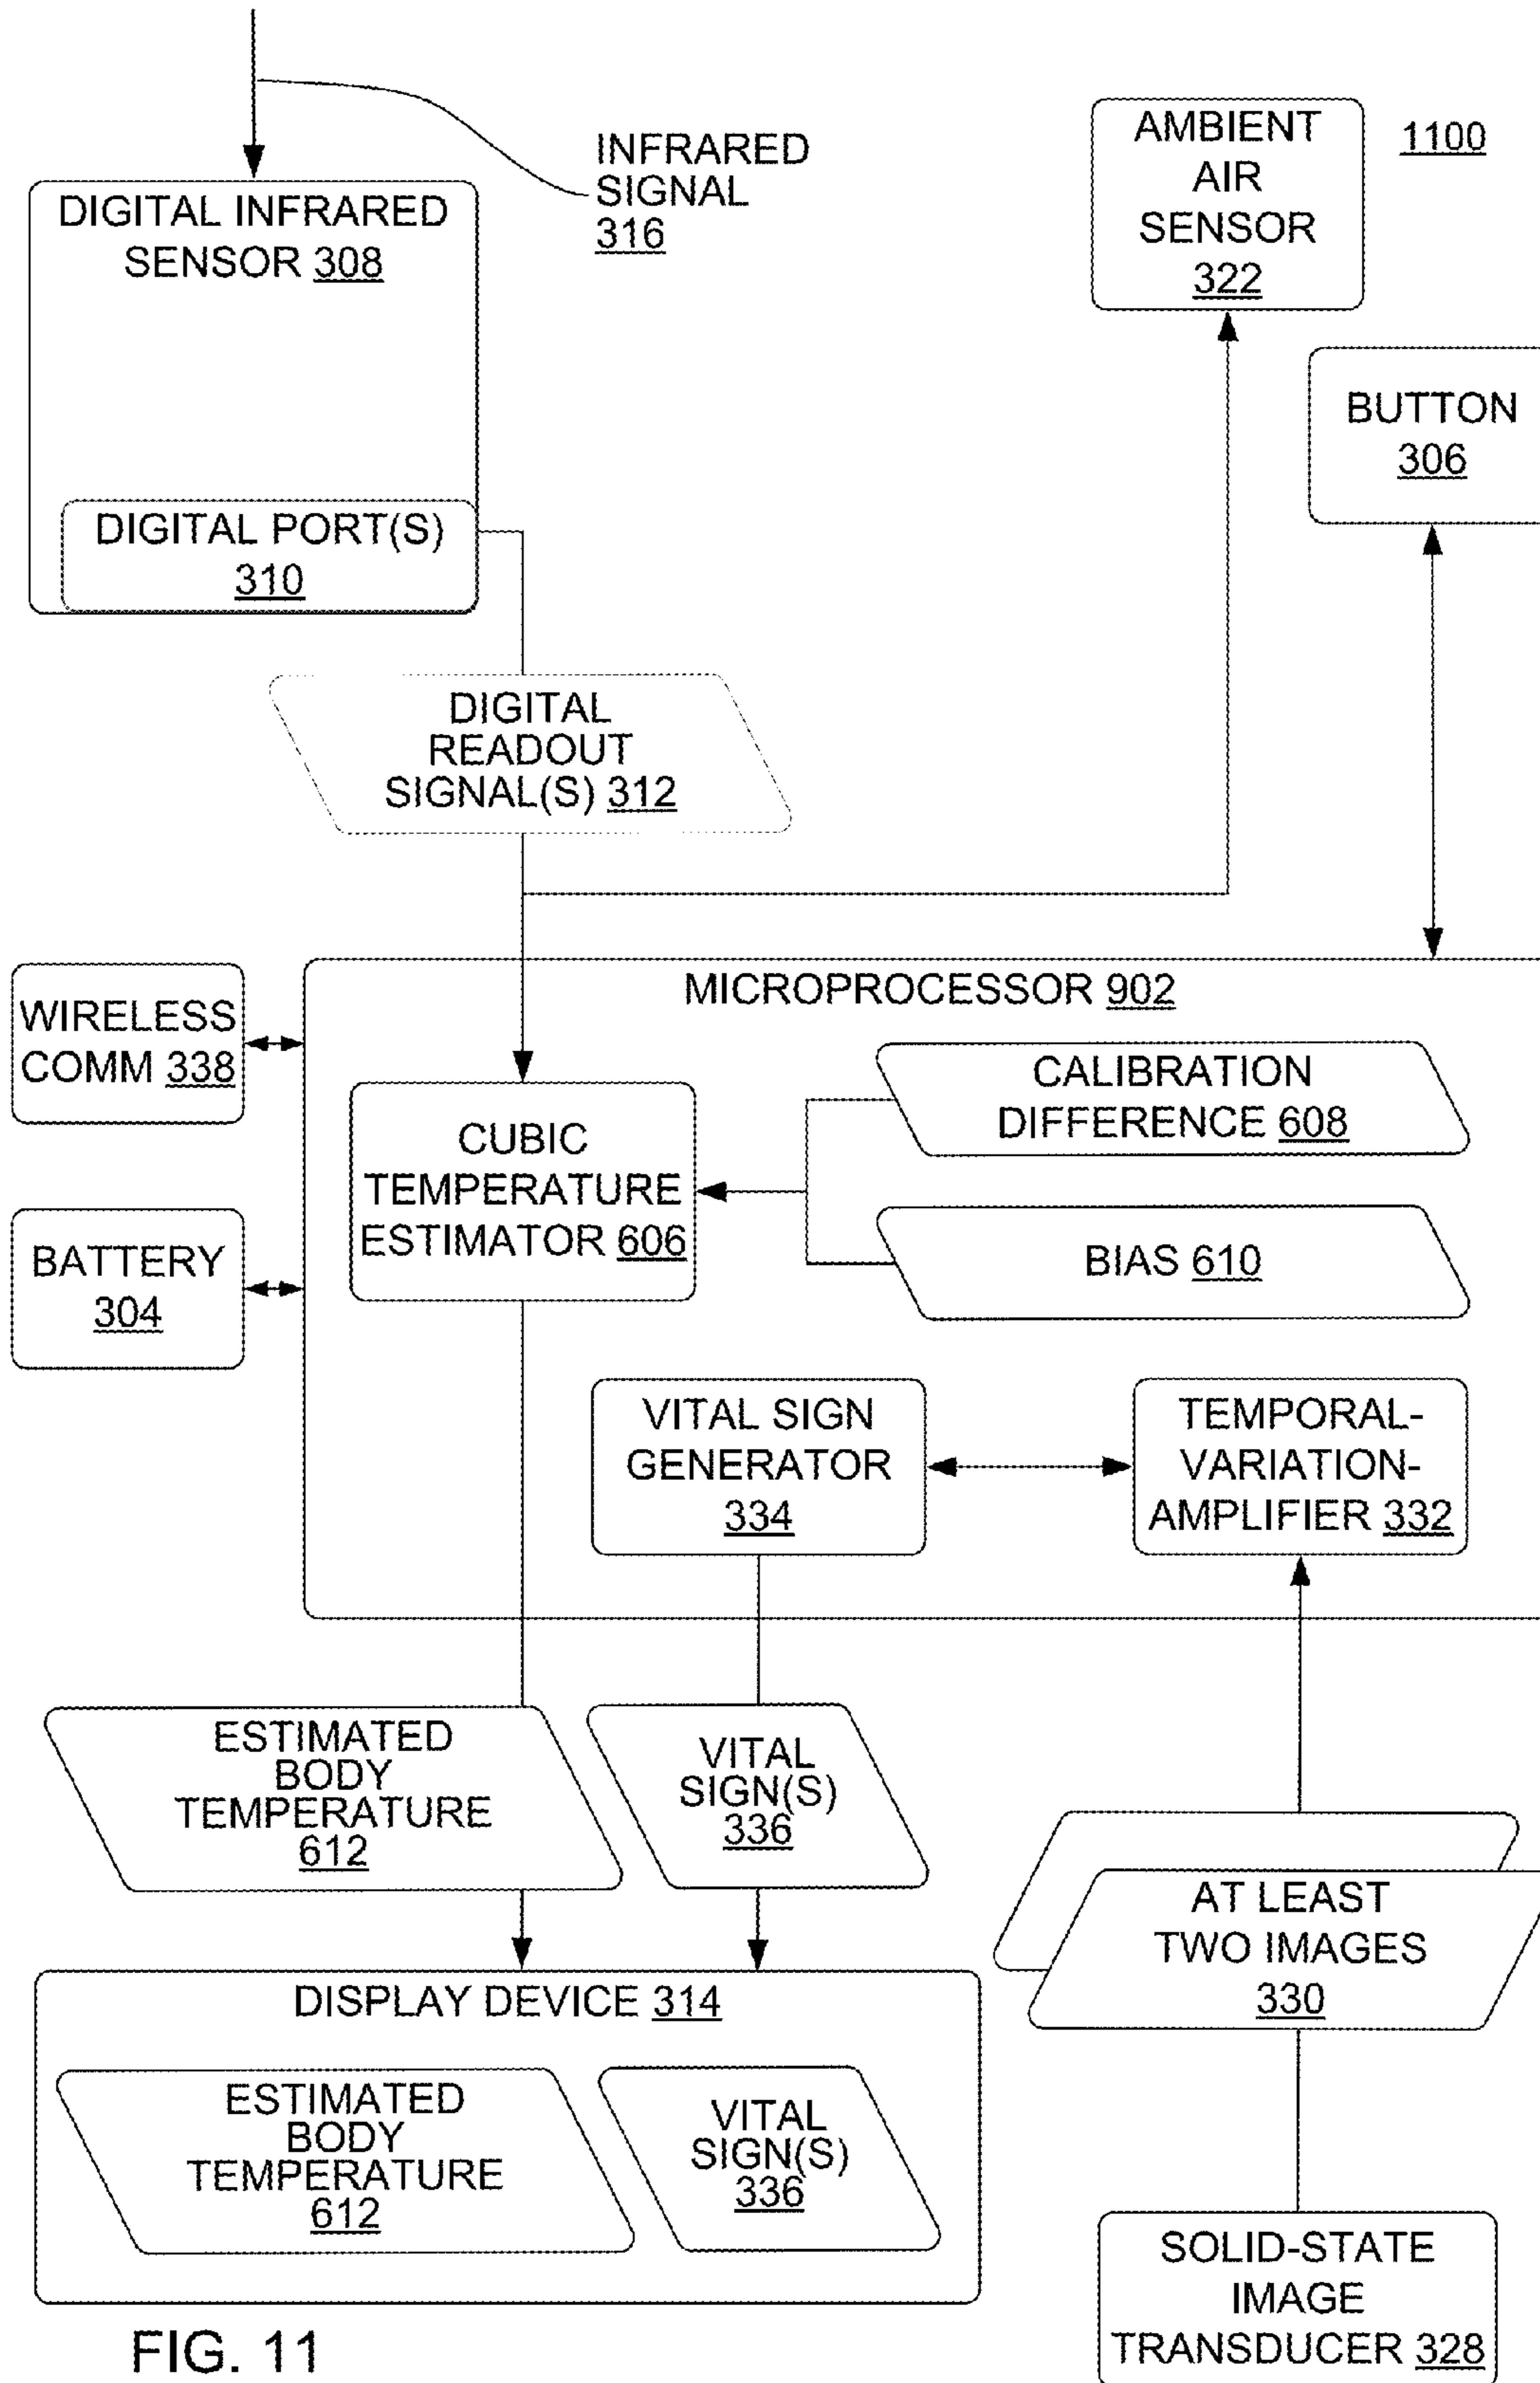 INFRARED
SIGNAL
316
AMBIENT
AIR
SENSOR
322
1100
DIGITAL INFRARED
SENSOR 308
BUTTON
306
DIGITAL PORT(S)
310
DIGITAL
READOUT
SIGNAL(S) 312
MICROPROCESSOR 902
WIRELESS
COMM 338
CALIBRATION
DIFFERENCE 608
CUBIC
TEMPERATURE
ESTIMATOR 606
BATTERY
304
BIAS 610
VITAL SIGN
GENERATOR
334
TEMPORAL-
VARIATION-
AMPLIFIER 332
ESTIMATED
BODY
TEMPERATURE
612
VITAL
SIGN(S)
336
AT LEAST
TWO IMAGES
330
DISPLAY DEVICE 314
ESTIMATED
BODY
TEMPERATURE
612
VITAL
SIGN(S)
336
SOLID-STATE
IMAGE
TRANSDUCER 328
FIG. 11